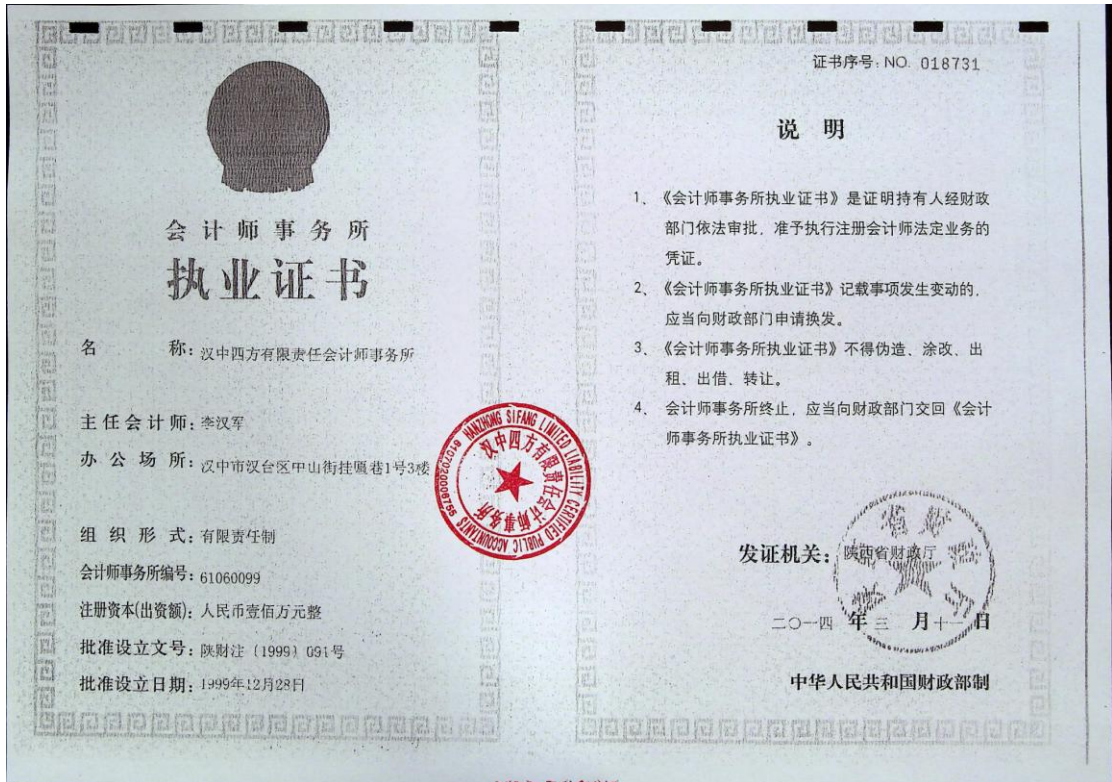 会计师事务所
执业证书
名 称：汉中四方有限责任会计师事务所
主任会计师：李汉军
办公场所：汉中市汉台区中山街挂匾巷1号3楼
组织形式：有限责任制
会计师事务所编号：61060099
注册资本(出资额)：人民币壹佰万元整
批准设立文号：陕财注（1999）091号
批准设立日期：1999年12月28日
HANZHONG SIFANG LIMITED LIABILITY CERTIFIED PUBLIC ACCOUNTANTS
汉中四方有限责任会计师事务所
6107020006755
证书序号：NO. 018731
说 明
1、《会计师事务所执业证书》是证明持有人经财政
部门依法审批，准予执行注册会计师法定业务的
凭证。
2、《会计师事务所执业证书》记载事项发生变动的，
应当向财政部门申请换发。
3、《会计师事务所执业证书》不得伪造、涂改、出
租、出借、转让。
4、会计师事务所终止，应当向财政部门交回《会计
师事务所执业证书》。
发证机关：陕西省财政厅
二〇一四年三月十一日
中华人民共和国财政部制